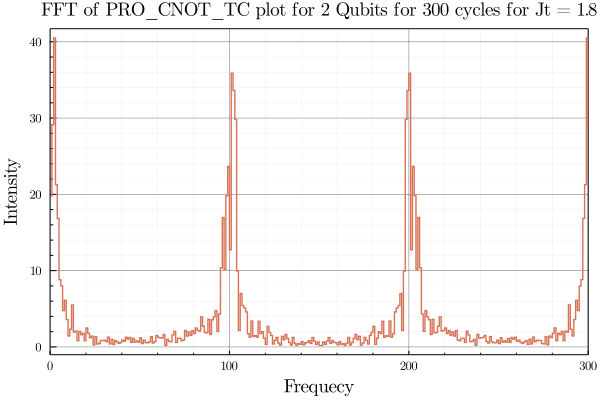 FFT of PRO_CNOT_TC plot for 2 Qubits for 300 cycles for Jt = 1.8
40
30
20
10
0
Intensity
0 100 200 300
Frequecy